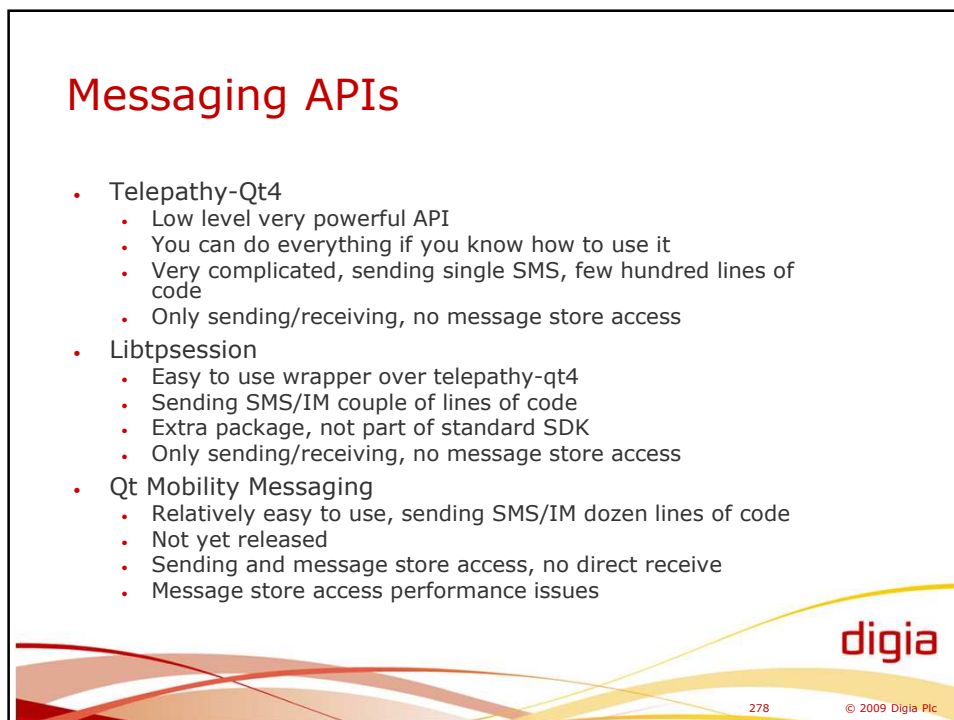 Messaging APIs
• Telepathy-Qt4
• Low level very powerful API
• You can do everything if you know how to use it
• Very complicated, sending single SMS, few hundred lines of
code
• Only sending/receiving, no message store access
• Libtpsession
• Easy to use wrapper over telepathy-qt4
• Sending SMS/IM couple of lines of code
• Extra package, not part of standard SDK
• Only sending/receiving, no message store access
• Qt Mobility Messaging
• Relatively easy to use, sending SMS/IM dozen lines of code
• Not yet released
• Sending and message store access, no direct receive
• Message store access performance issues
digia
278 © 2009 Digia Plc